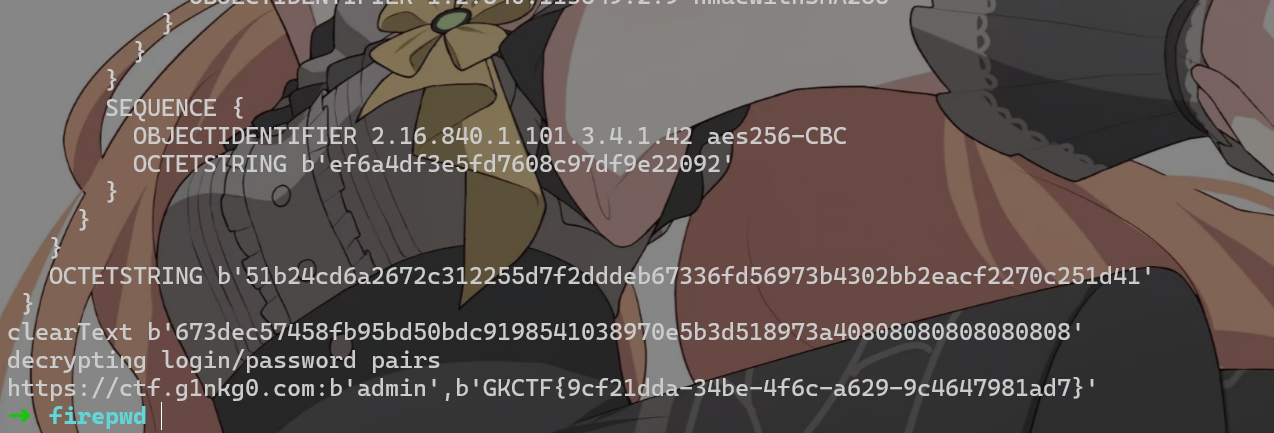 OBJECTIDENTIFIER 1.2.840.113549.2.9 hmacWithSHA256
}
}
}
SEQUENCE {
OBJECTIDENTIFIER 2.16.840.1.101.3.4.1.42 aes256-CBC
OCTETSTRING b'ef6a4df3e5fd7608c97df9e22092'
}
}
}
OCTETSTRING b'51b24cd6a2672c312255d7f2dddeb67336fd56973b4302bb2eacf2270c251d41'
}
clearText b'673dec57458fb95bd50bdc9198541038970e5b3d518973a40808080808080808'
decrypting login/password pairs
https://ctf.g1nkg0.com:b'admin',b'GKCTF{9cf21dda-34be-4f6c-a629-9c4647981ad7}'
➜ firepwd